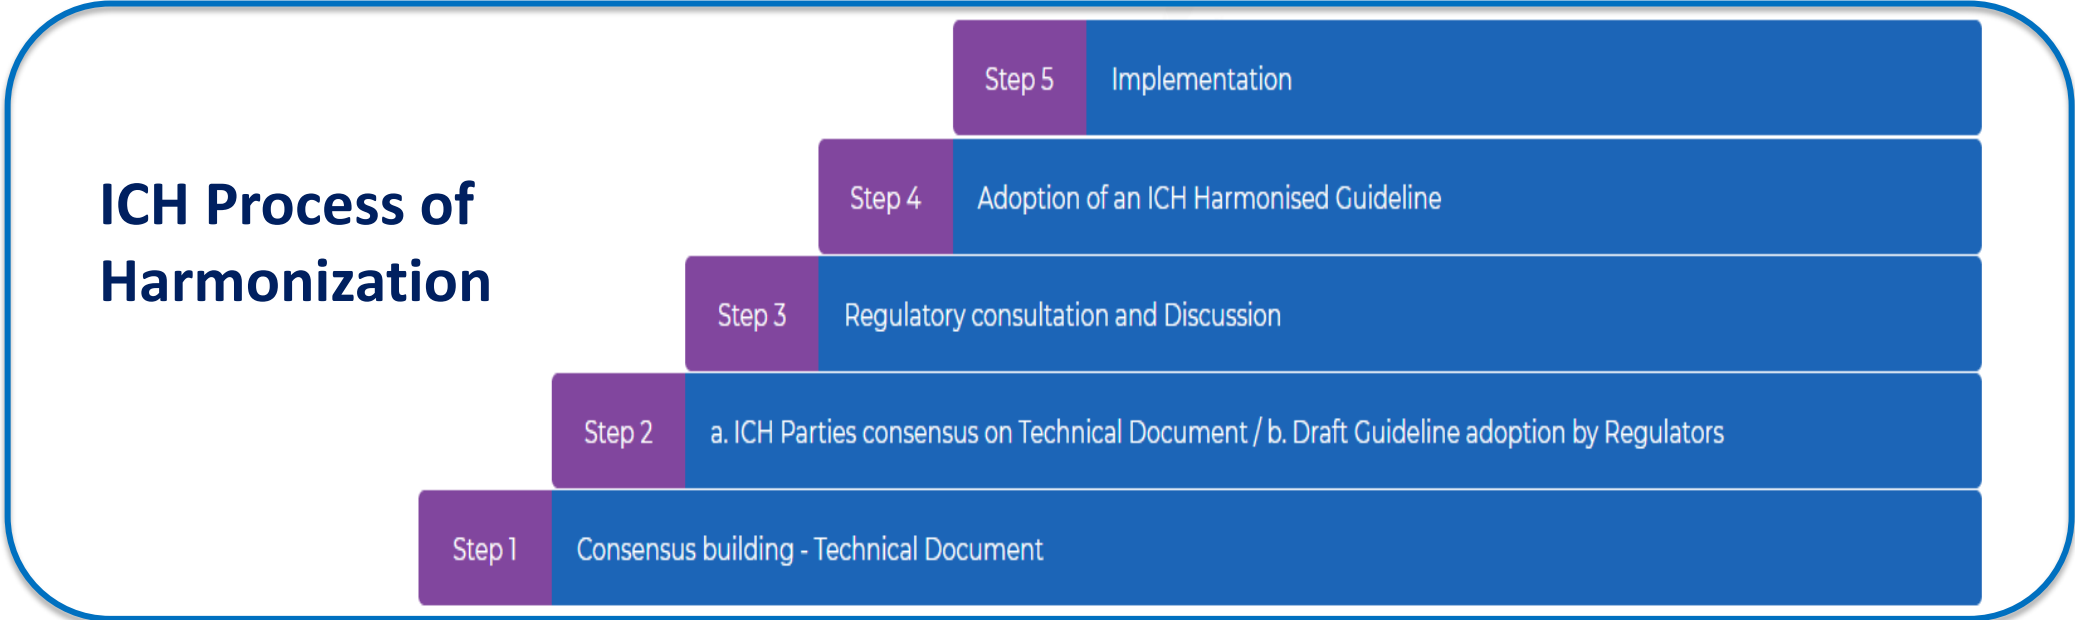 ICH Process of
Harmonization
Step 5 Implementation
Step 4 Adoption of an ICH Harmonised Guideline
Step 3 Regulatory consultation and Discussion
Step 2 a. ICH Parties consensus on Technical Document / b. Draft Guideline adoption by Regulators
Step 1 Consensus building - Technical Document